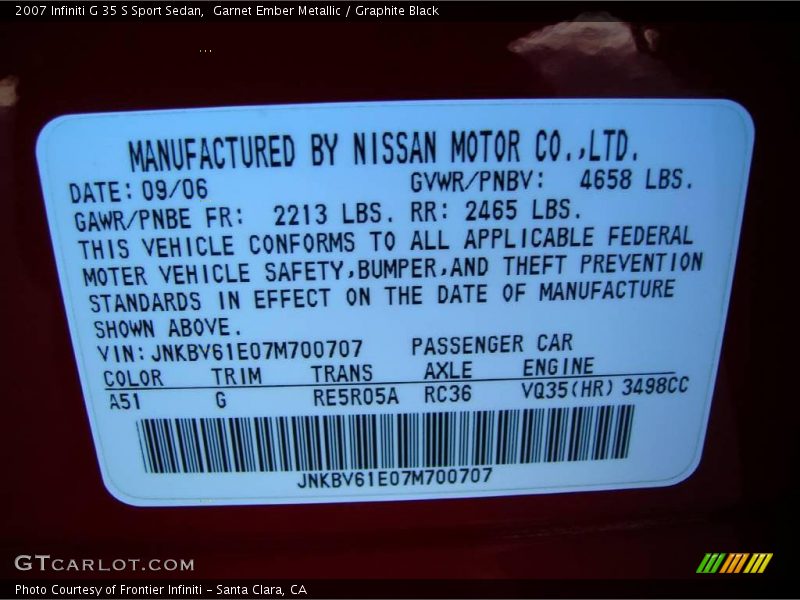 2007 Infiniti G 35 S Sport Sedan,  Garnet Ember Metallic / Graphite Black
...
MANUFACTURED BY NISSAN MOTOR CO.,LTD.
DATE: 09/06 GVWR/PNBV: 4658 LBS.
GAWR/PNBE FR: 2213 LBS. RR: 2465 LBS.
THIS VEHICLE CONFORMS TO ALL APPLICABLE FEDERAL
MOTER VEHICLE SAFETY,BUMPER,AND THEFT PREVENTION
STANDARDS IN EFFECT ON THE DATE OF MANUFACTURE
SHOWN ABOVE.
VIN: JNKBV61E07M700707 PASSENGER CAR
COLOR TRIM TRANS AXLE ENGINE
A51 G RE5R05A RC36 VQ35(HR) 3498CC
JNKBV61E07M700707
GTCARLOT.COM
Photo Courtesy of Frontier Infiniti - Santa Clara, CA